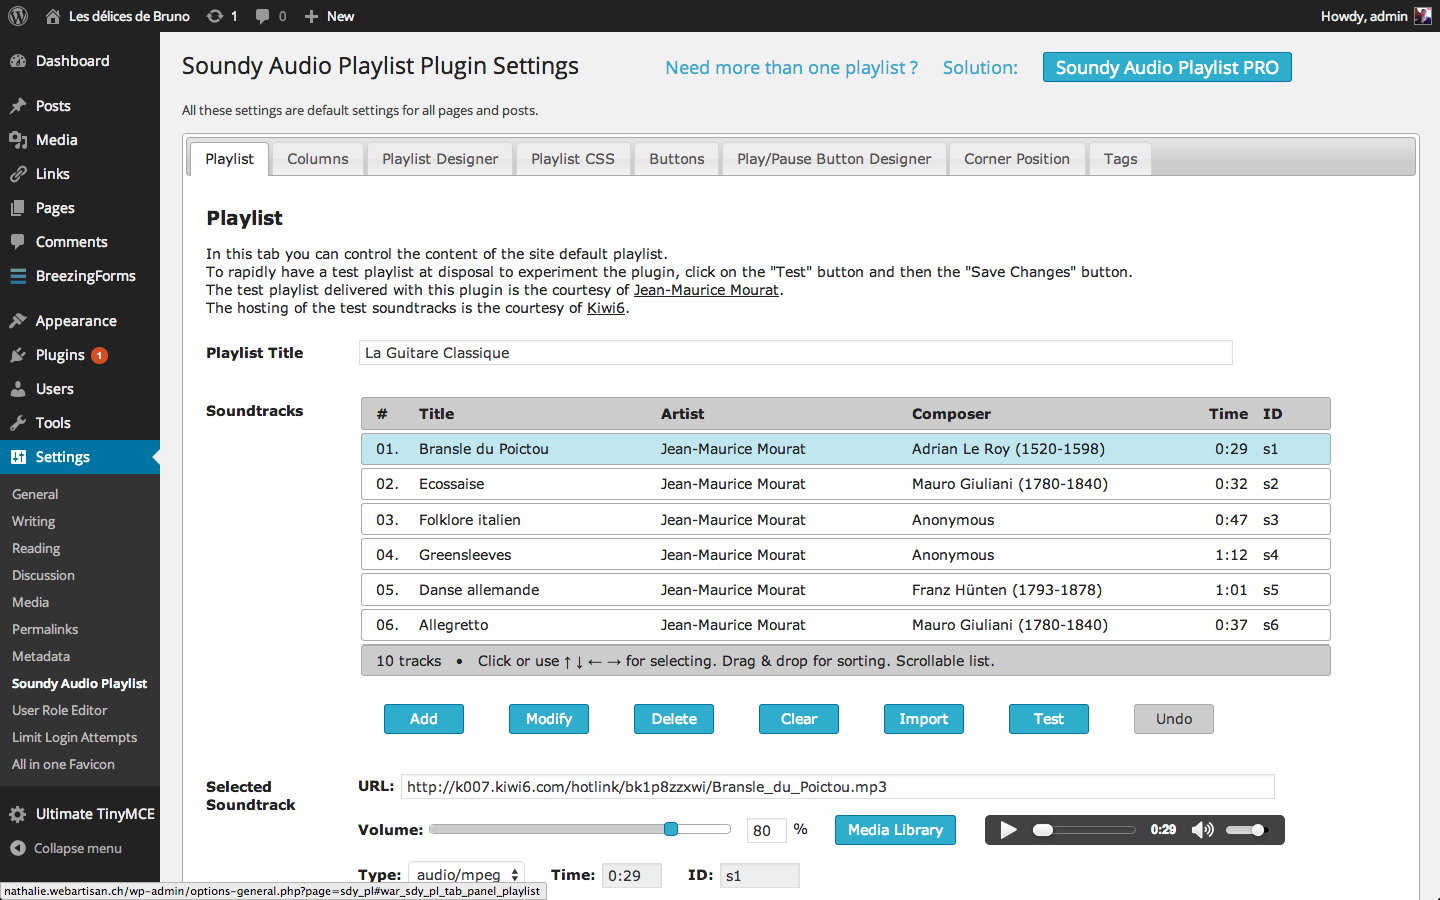 Les délices de Bruno 1 0 New Howdy, admin
Dashboard
Posts
Media
Links
Pages
Comments
BreezingForms
Appearance
Plugins 1
Users
Tools
Settings
General
Writing
Reading
Discussion
Media
Permalinks
Metadata
Soundy Audio Playlist
User Role Editor
Limit Login Attempts
All in one Favicon
Ultimate TinyMCE
Collapse menu
Soundy Audio Playlist Plugin Settings Need more than one playlist ? Solution: Soundy Audio Playlist PRO
All these settings are default settings for all pages and posts.
Playlist Columns Playlist Designer Playlist CSS Buttons Play/Pause Button Designer Corner Position Tags
Playlist
In this tab you can control the content of the site default playlist.
To rapidly have a test playlist at disposal to experiment the plugin, click on the "Test" button and then the "Save Changes" button.
The test playlist delivered with this plugin is the courtesy of Jean-Maurice Mourat.
The hosting of the test soundtracks is the courtesy of Kiwi6.
Playlist Title La Guitare Classique
Soundtracks
# Title Artist Composer Time ID
01. Bransle du Poictou Jean-Maurice Mourat Adrian Le Roy (1520-1598) 0:29 s1
02. Ecossaise Jean-Maurice Mourat Mauro Giuliani (1780-1840) 0:32 s2
03. Folklore italien Jean-Maurice Mourat Anonymous 0:47 s3
04. Greensleeves Jean-Maurice Mourat Anonymous 1:12 s4
05. Danse allemande Jean-Maurice Mourat Franz Hünten (1793-1878) 1:01 s5
06. Allegretto Jean-Maurice Mourat Mauro Giuliani (1780-1840) 0:37 s6
10 tracks • Click or use ↑ ↓ ← → for selecting. Drag & drop for sorting. Scrollable list.
Add Modify Delete Clear Import Test Undo
Selected
Soundtrack
URL: http://k007.kiwi6.com/hotlink/bk1p8zzxwi/Bransle_du_Poictou.mp3
Volume: 80 % Media Library 0:29
Type: audio/mpeg Time: 0:29 ID: s1
nathalie.webartisan.ch/wp-admin/options-general.php?page=sdy_pl#war_sdy_pl_tab_panel_playlist